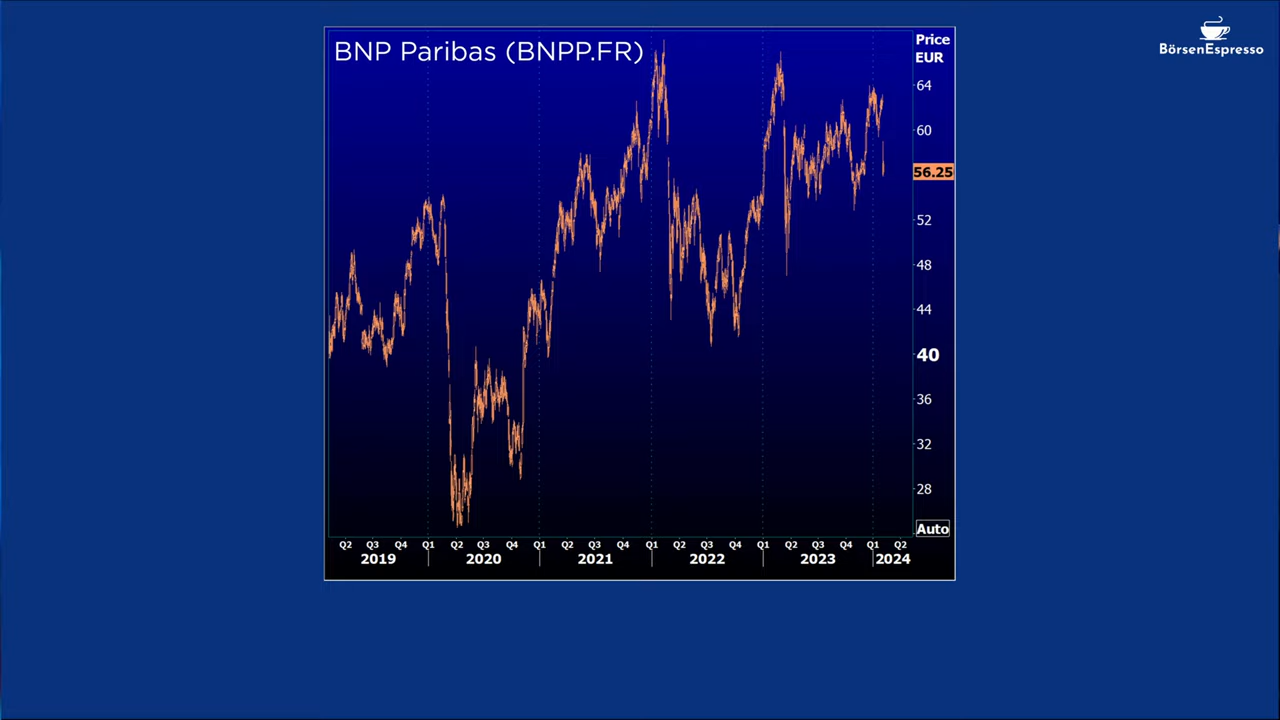 BNP Paribas (BNPP.FR)
BörsenEspresso
Price
EUR
64
60
56.25
52
48
44
40
36
32
28
Auto
Q2 Q3 Q4 Q1 Q2 Q3 Q4 Q1 Q2 Q3 Q4 Q1 Q2 Q3 Q4 Q1 Q2 Q3 Q4 Q1 Q2
2019 2020 2021 2022 2023 2024